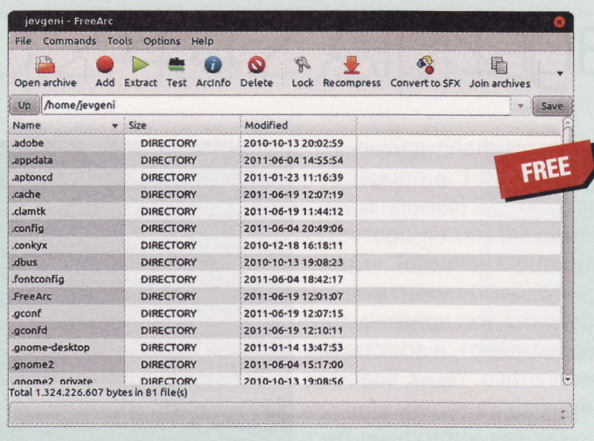 jevgeni - FreeArc
File Commands Tools Options Help
Open archive Add Extract Test ArcInfo Delete Lock Recompress Convert to SFX Join archives
Up /home/jevgeni Save
Name Size Modified
.adobe DIRECTORY 2010-10-13 20:02:59
.appdata DIRECTORY 2011-06-04 14:55:54
.aptoncd DIRECTORY 2011-01-23 11:16:39
.cache DIRECTORY 2011-06-19 12:07:19
.clamtk DIRECTORY 2011-06-19 11:44:12
.config DIRECTORY 2011-06-04 20:49:06
.conkyx DIRECTORY 2010-12-18 16:18:11
.dbus DIRECTORY 2010-10-13 19:08:23
.fontconfig DIRECTORY 2011-06-04 18:42:17
.FreeArc DIRECTORY 2011-06-19 12:01:07
.gconf DIRECTORY 2011-06-19 12:07:15
.gconfd DIRECTORY 2011-06-19 12:10:11
.gnome-desktop DIRECTORY 2011-01-14 13:47:53
.gnome2 DIRECTORY 2011-06-04 15:17:00
.gnome2_private DIRECTORY 2010-10-13 19:08:56
Total 1.324.226.607 bytes in 81 file(s)
FREE